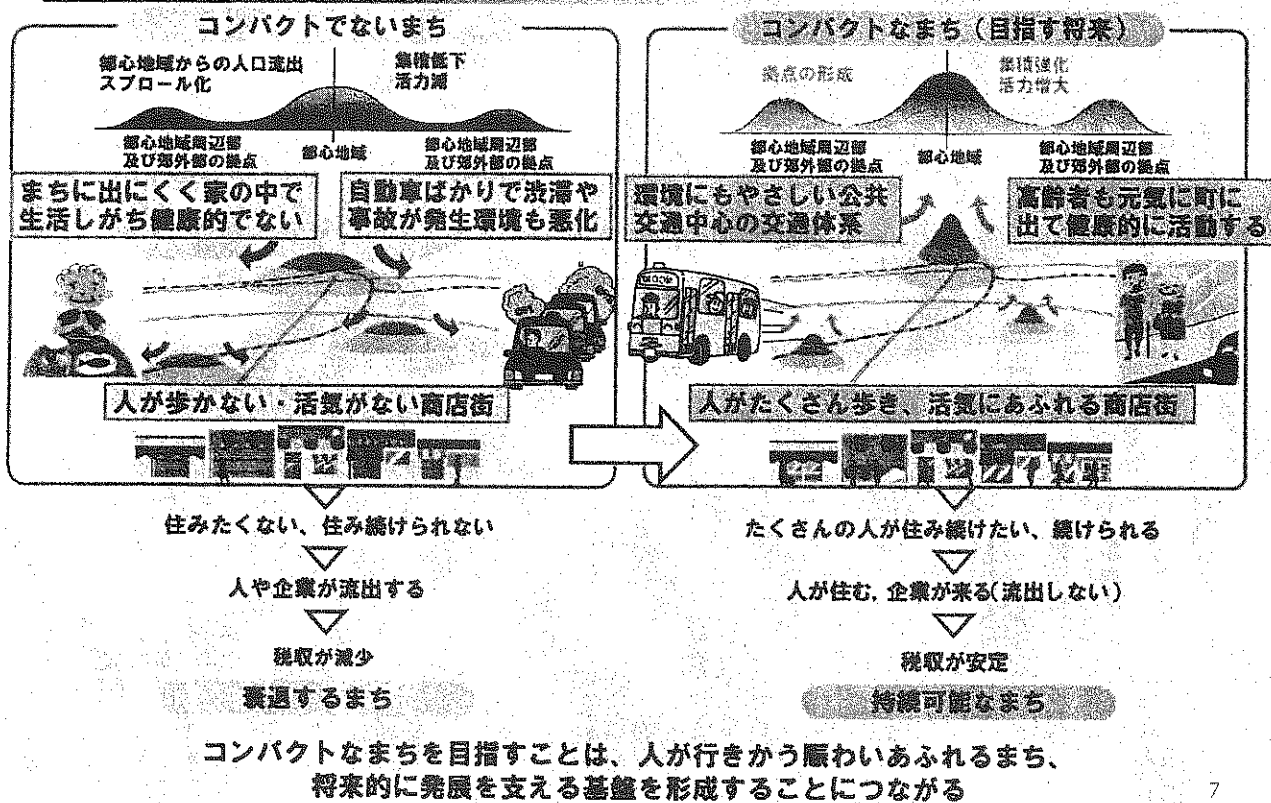 コンパクトでないまち
都心地域からの人口流出
スプロール化
集積低下
活力減
都心地域周辺部
及び郊外部の拠点
都心地域
都心地域周辺部
及び郊外部の拠点
まちに出にくく家の中で
生活しがち健康的でない
自動車ばかりで渋滞や
事故が発生環境も悪化
人が歩かない・活気がない商店街
住みたくない、住み続けられない
人や企業が流出する
税収が減少
衰退するまち
コンパクトなまち（目指す将来）
拠点の形成
集積強化
活力増大
都心地域周辺部
及び郊外部の拠点
都心地域
都心地域周辺部
及び郊外部の拠点
環境にもやさしい公共
交通中心の交通体系
高齢者も元気に町に
出て健康的に活動する
人がたくさん歩き、活気にあふれる商店街
たくさんの人が住み続けたい、続けられる
人が住む、企業が来る(流出しない)
税収が安定
持続可能なまち
コンパクトなまちを目指すことは、人が行きかう賑わいあふれるまち、
将来的に発展を支える基盤を形成することにつながる
7